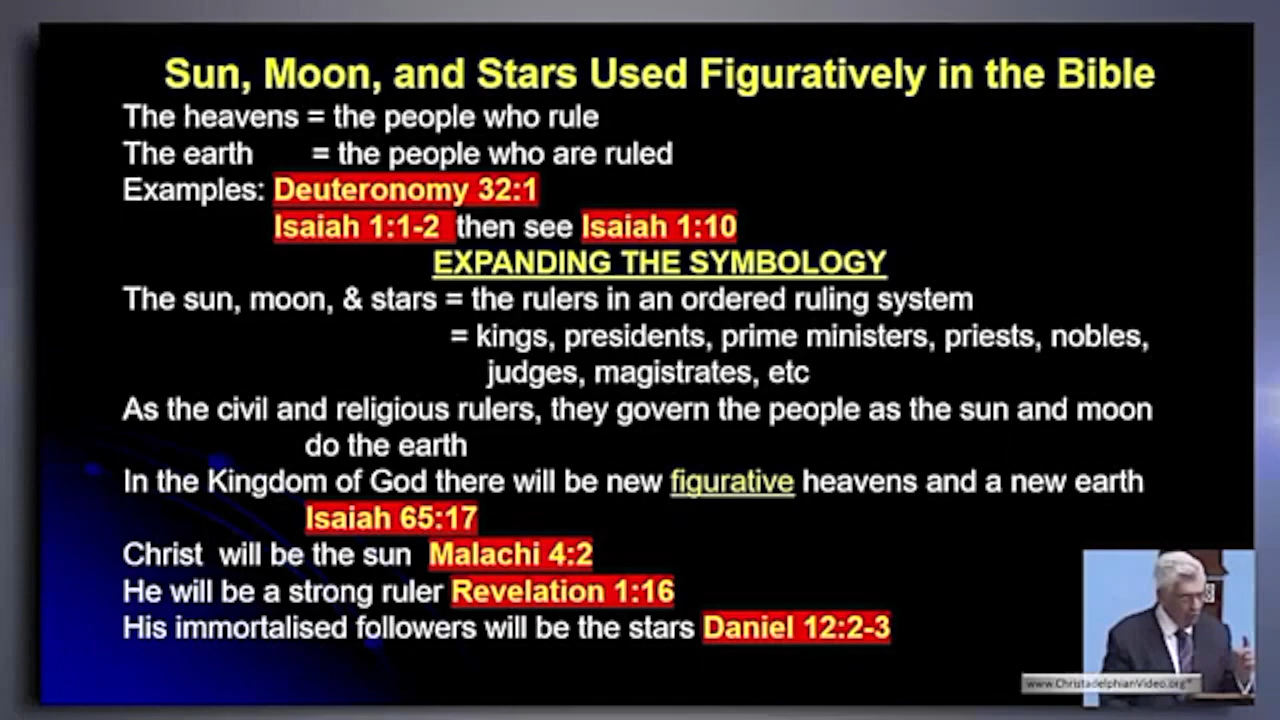 Sun, Moon, and Stars Used Figuratively in the Bible
The heavens = the people who rule
The earth = the people who are ruled
Examples: Deuteronomy 32:1
Isaiah 1:1-2 then see Isaiah 1:10
EXPANDING THE SYMBOLOGY
The sun, moon, & stars = the rulers in an ordered ruling system
= kings, presidents, prime ministers, priests, nobles,
judges, magistrates, etc
As the civil and religious rulers, they govern the people as the sun and moon
do the earth
In the Kingdom of God there will be new figurative heavens and a new earth
Isaiah 65:17
Christ will be the sun Malachi 4:2
He will be a strong ruler Revelation 1:16
His immortalised followers will be the stars Daniel 12:2-3
www.ChristadelphianVideo.org